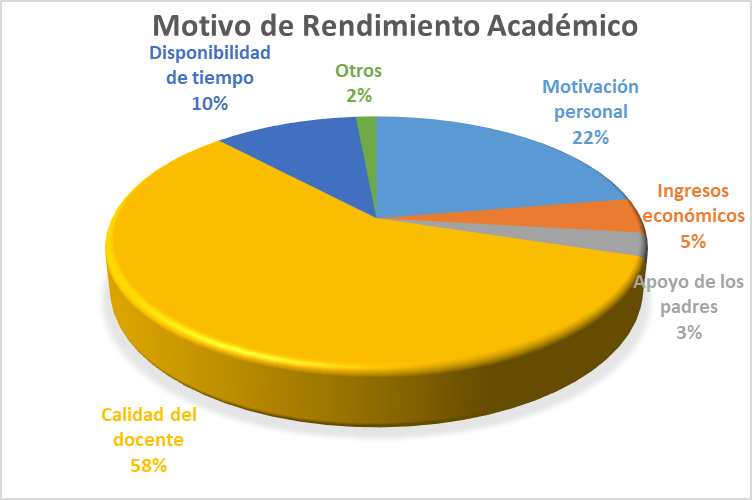 Motivo de Rendimiento Académico
Disponibilidad
de tiempo
10%
Otros
2%
Motivación
personal
22%
Ingresos
económicos
5%
Apoyo de los
padres
3%
Calidad del
docente
58%